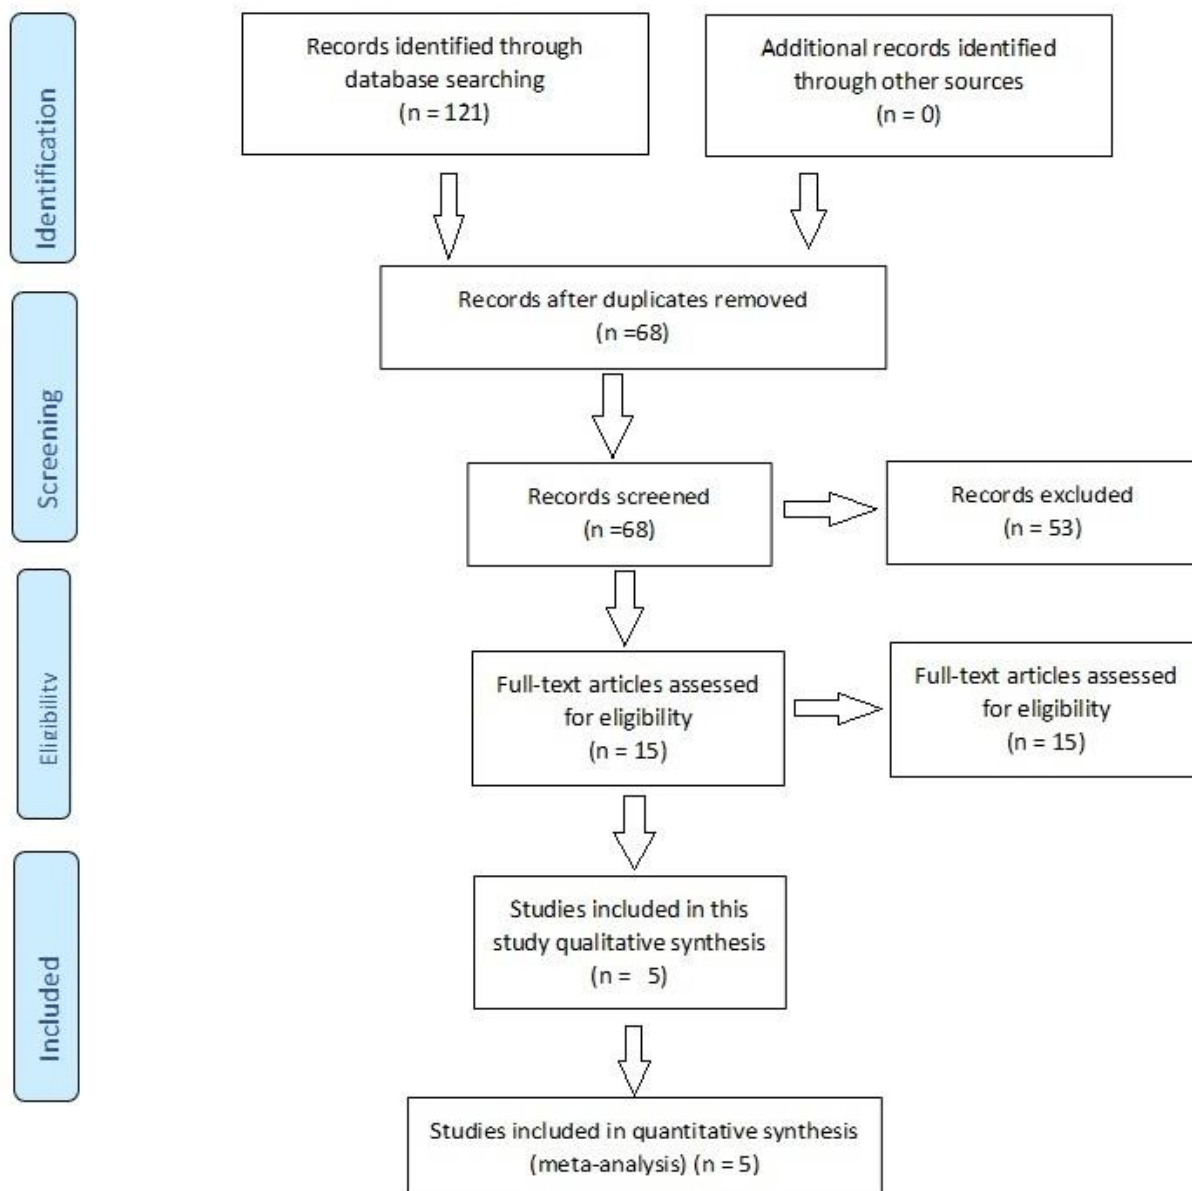 Identification
Records identified through
database searching
(n = 121)
Additional records identified
through other sources
(n = 0)
Records after duplicates removed
(n =68)
Screening
Records screened
(n =68)
Records excluded
(n = 53)
Eligibility
Full-text articles assessed
for eligibility
(n = 15)
Full-text articles assessed
for eligibility
(n = 15)
Included
Studies included in this
study qualitative synthesis
(n = 5)
Studies included in quantitative synthesis
(meta-analysis) (n = 5)